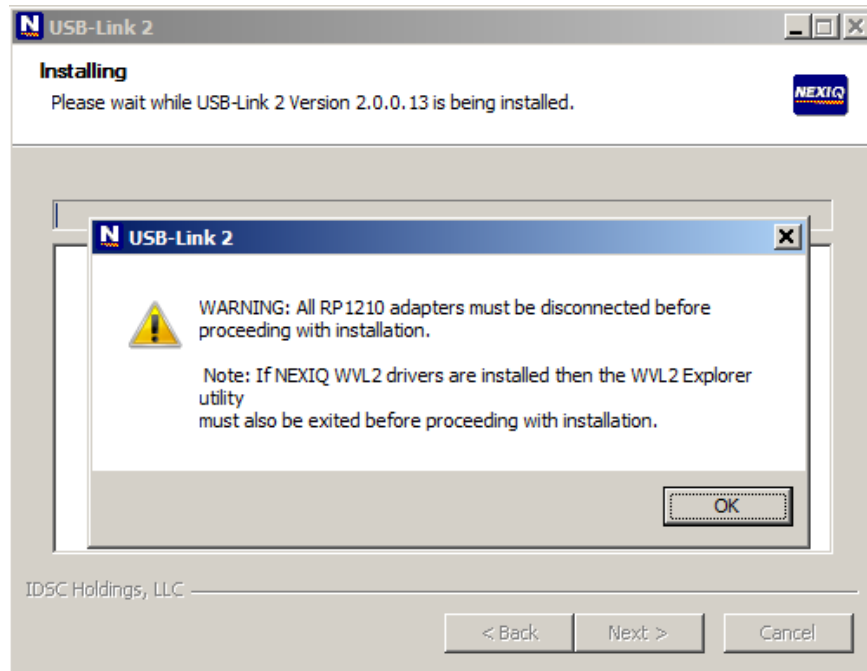 USB-Link 2
Installing
Please wait while USB-Link 2 Version 2.0.0.13 is being installed.
NEXIQ
USB-Link 2
WARNING: All RP1210 adapters must be disconnected before
proceeding with installation.
Note: If NEXIQ WVL2 drivers are installed then the WVL2 Explorer
utility
must also be exited before proceeding with installation.
OK
IDSC Holdings, LLC
< Back
Next >
Cancel